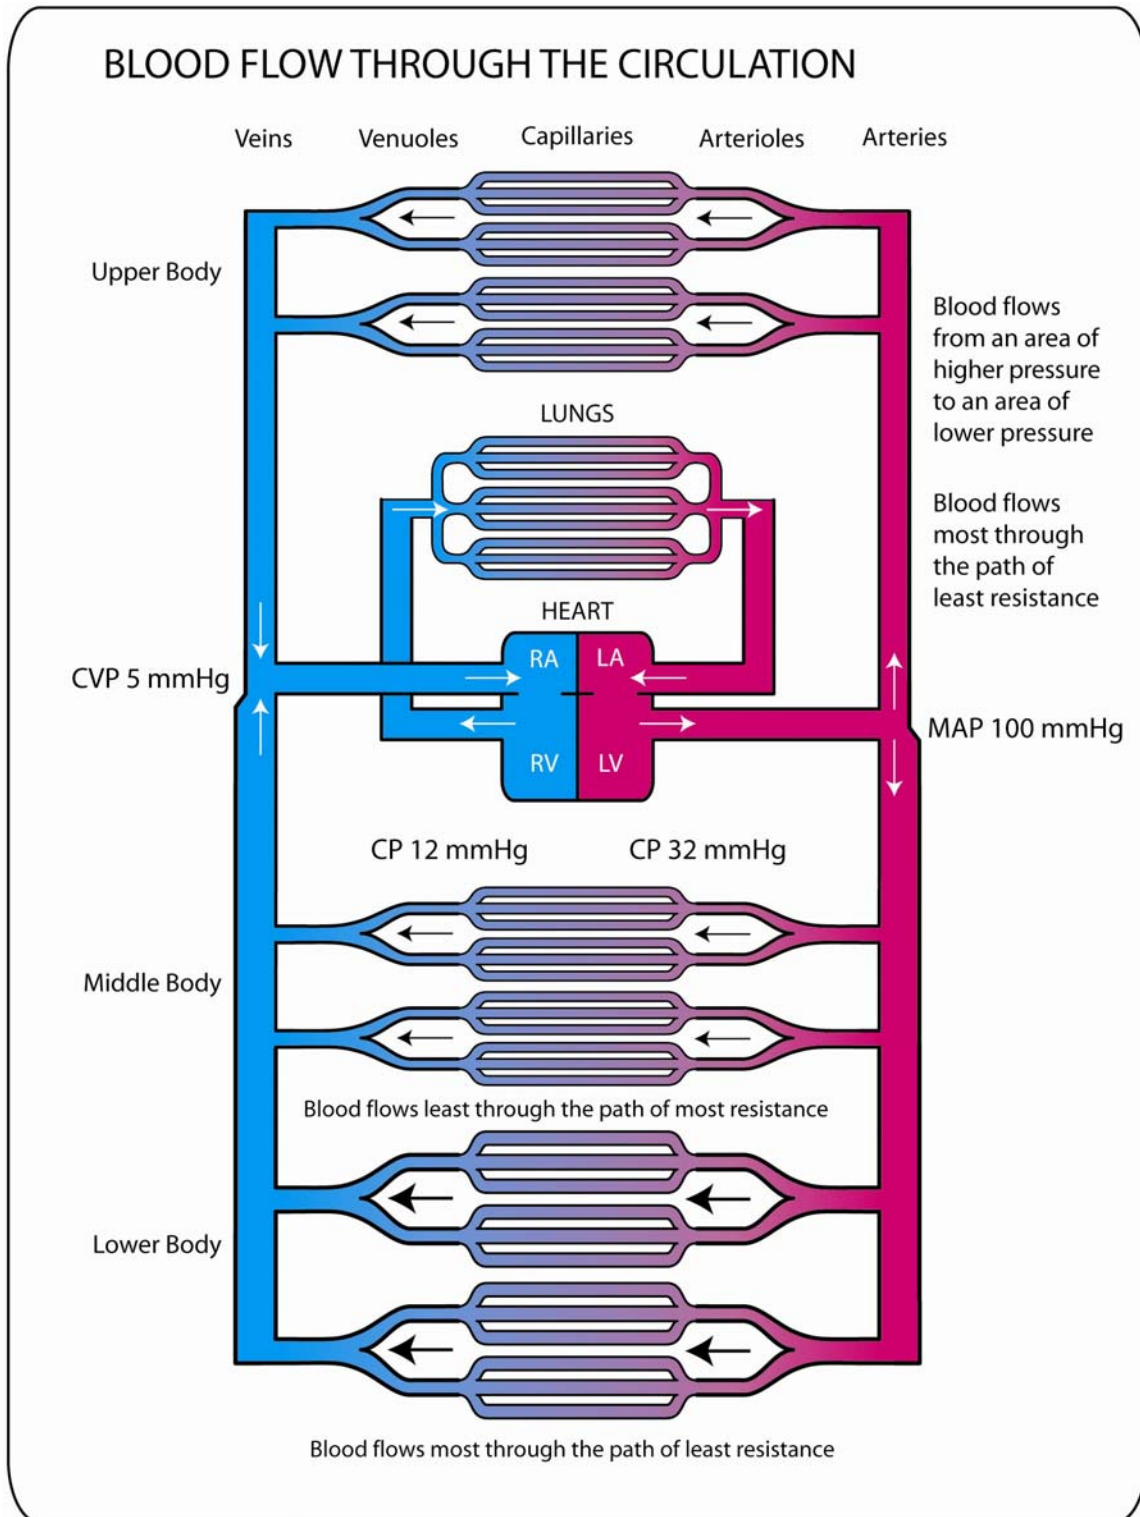 BLOOD FLOW THROUGH THE CIRCULATION
Veins
Venuoles
Capillaries
Arterioles
Arteries
Upper Body
Blood flows
from an area of
higher pressure
to an area of
lower pressure
LUNGS
Blood flows
most through
the path of
least resistance
HEART
RA
LA
CVP 5 mmHg
MAP 100 mmHg
RV
LV
CP 12 mmHg
CP 32 mmHg
Middle Body
Blood flows least through the path of most resistance
Lower Body
Blood flows most through the path of least resistance